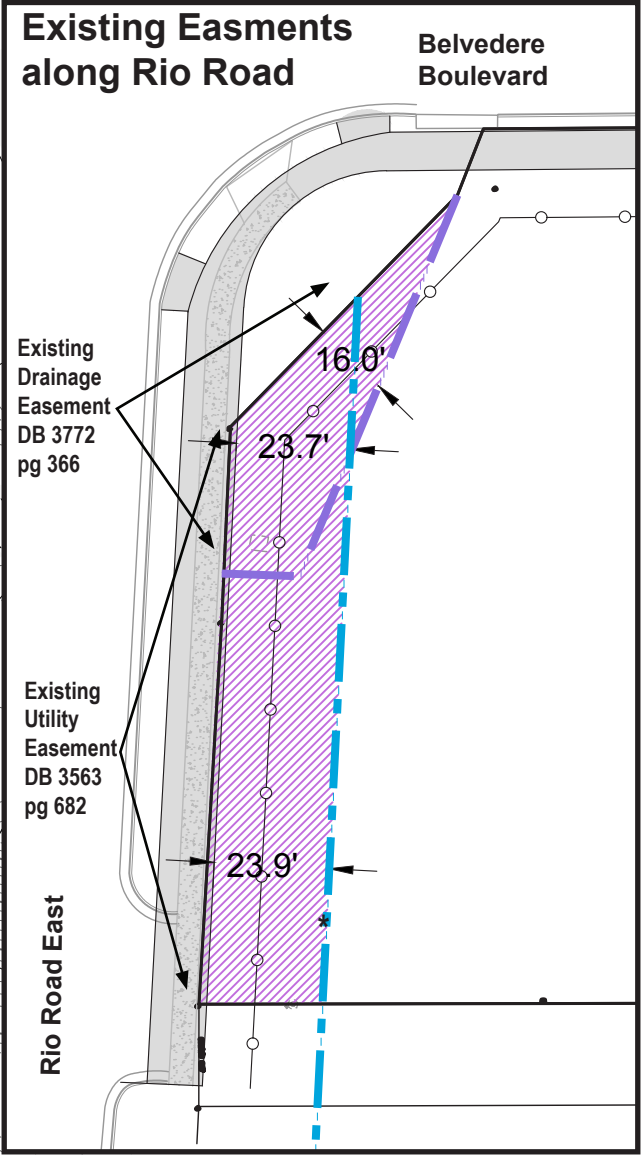 Existing Easments
along Rio Road
Belvedere
Boulevard
Existing
Drainage
Easement
DB 3772
pg 366
16.0'
23.7'
Existing
Utility
Easement
DB 3563
pg 682
23.9'
*
Rio Road East